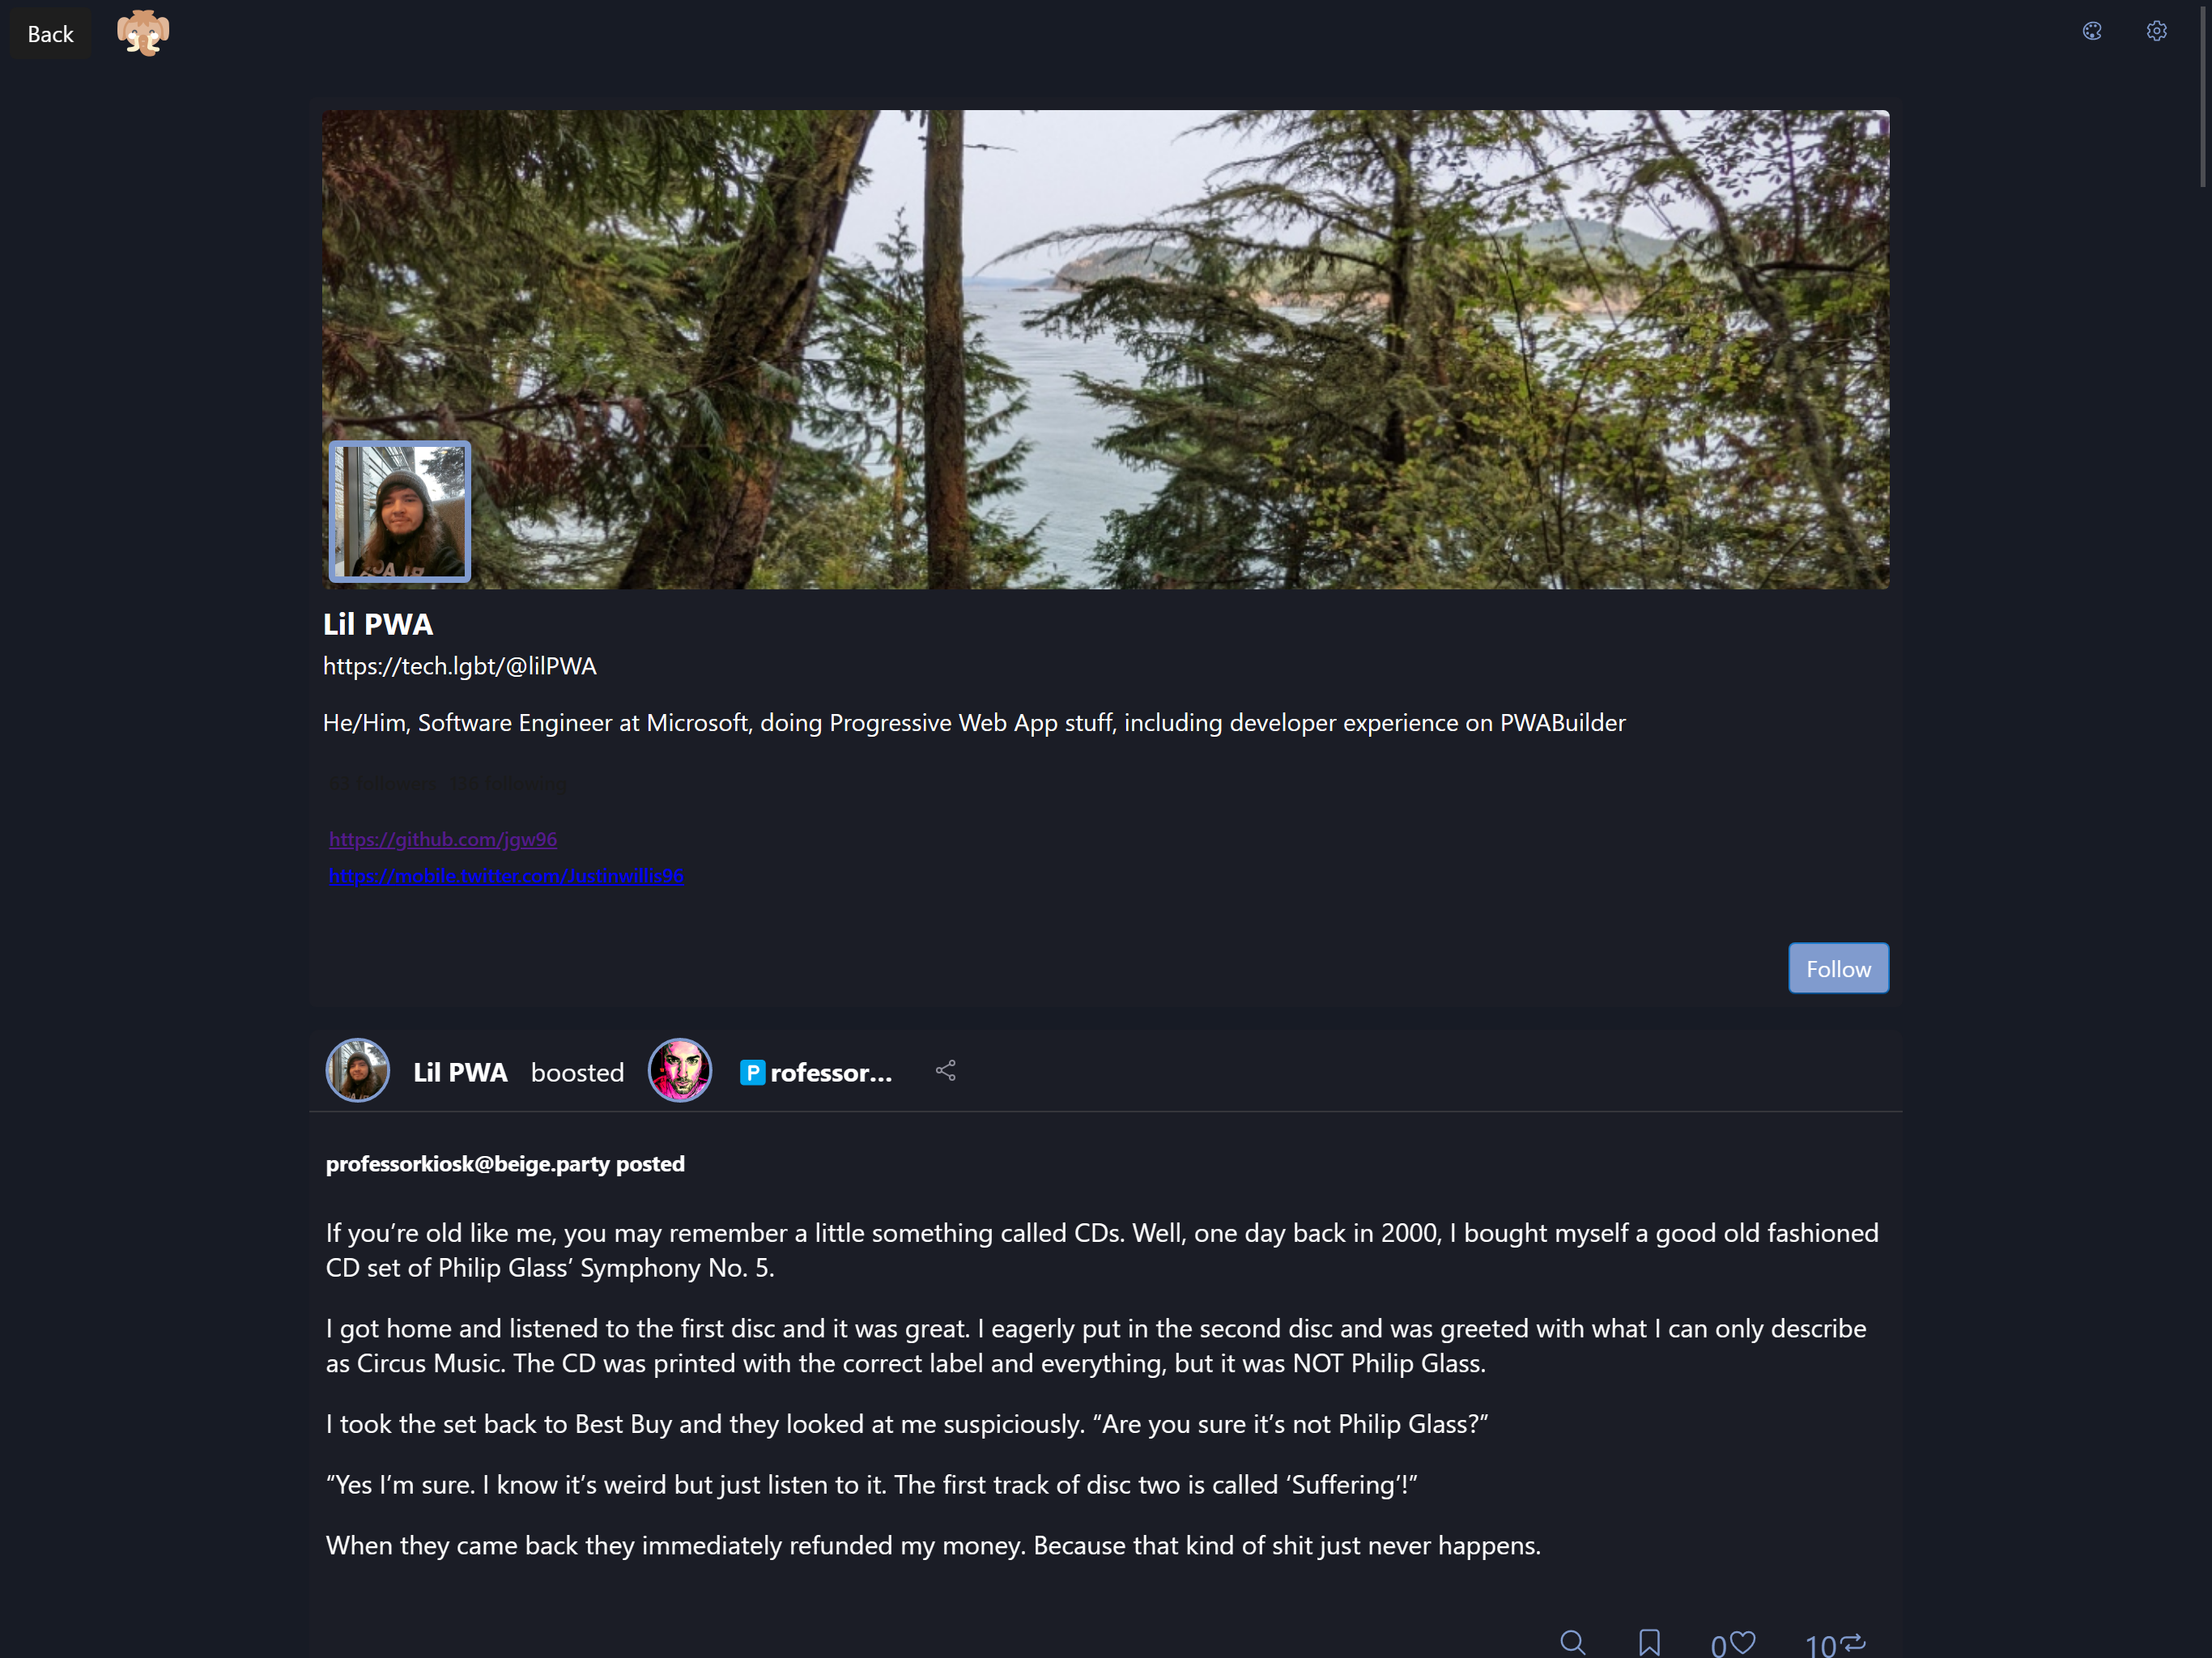 Back
Lil PWA
https://tech.lgbt/@lilPWA
He/Him, Software Engineer at Microsoft, doing Progressive Web App stuff, including developer experience on PWABuilder
followers following
https://github.com/jgw96
https://mobile.twitter.com/Justinwillis96
Follow
Lil PWA boosted 🅿️rofessor...
professorkiosk@beige.party posted
If you’re old like me, you may remember a little something called CDs. Well, one day back in 2000, I bought myself a good old fashioned
CD set of Philip Glass’ Symphony No. 5.
I got home and listened to the first disc and it was great. I eagerly put in the second disc and was greeted with what I can only describe
as Circus Music. The CD was printed with the correct label and everything, but it was NOT Philip Glass.
I took the set back to Best Buy and they looked at me suspiciously. “Are you sure it’s not Philip Glass?”
“Yes I’m sure. I know it’s weird but just listen to it. The first track of disc two is called ‘Suffering’!”
When they came back they immediately refunded my money. Because that kind of shit just never happens.
0 10